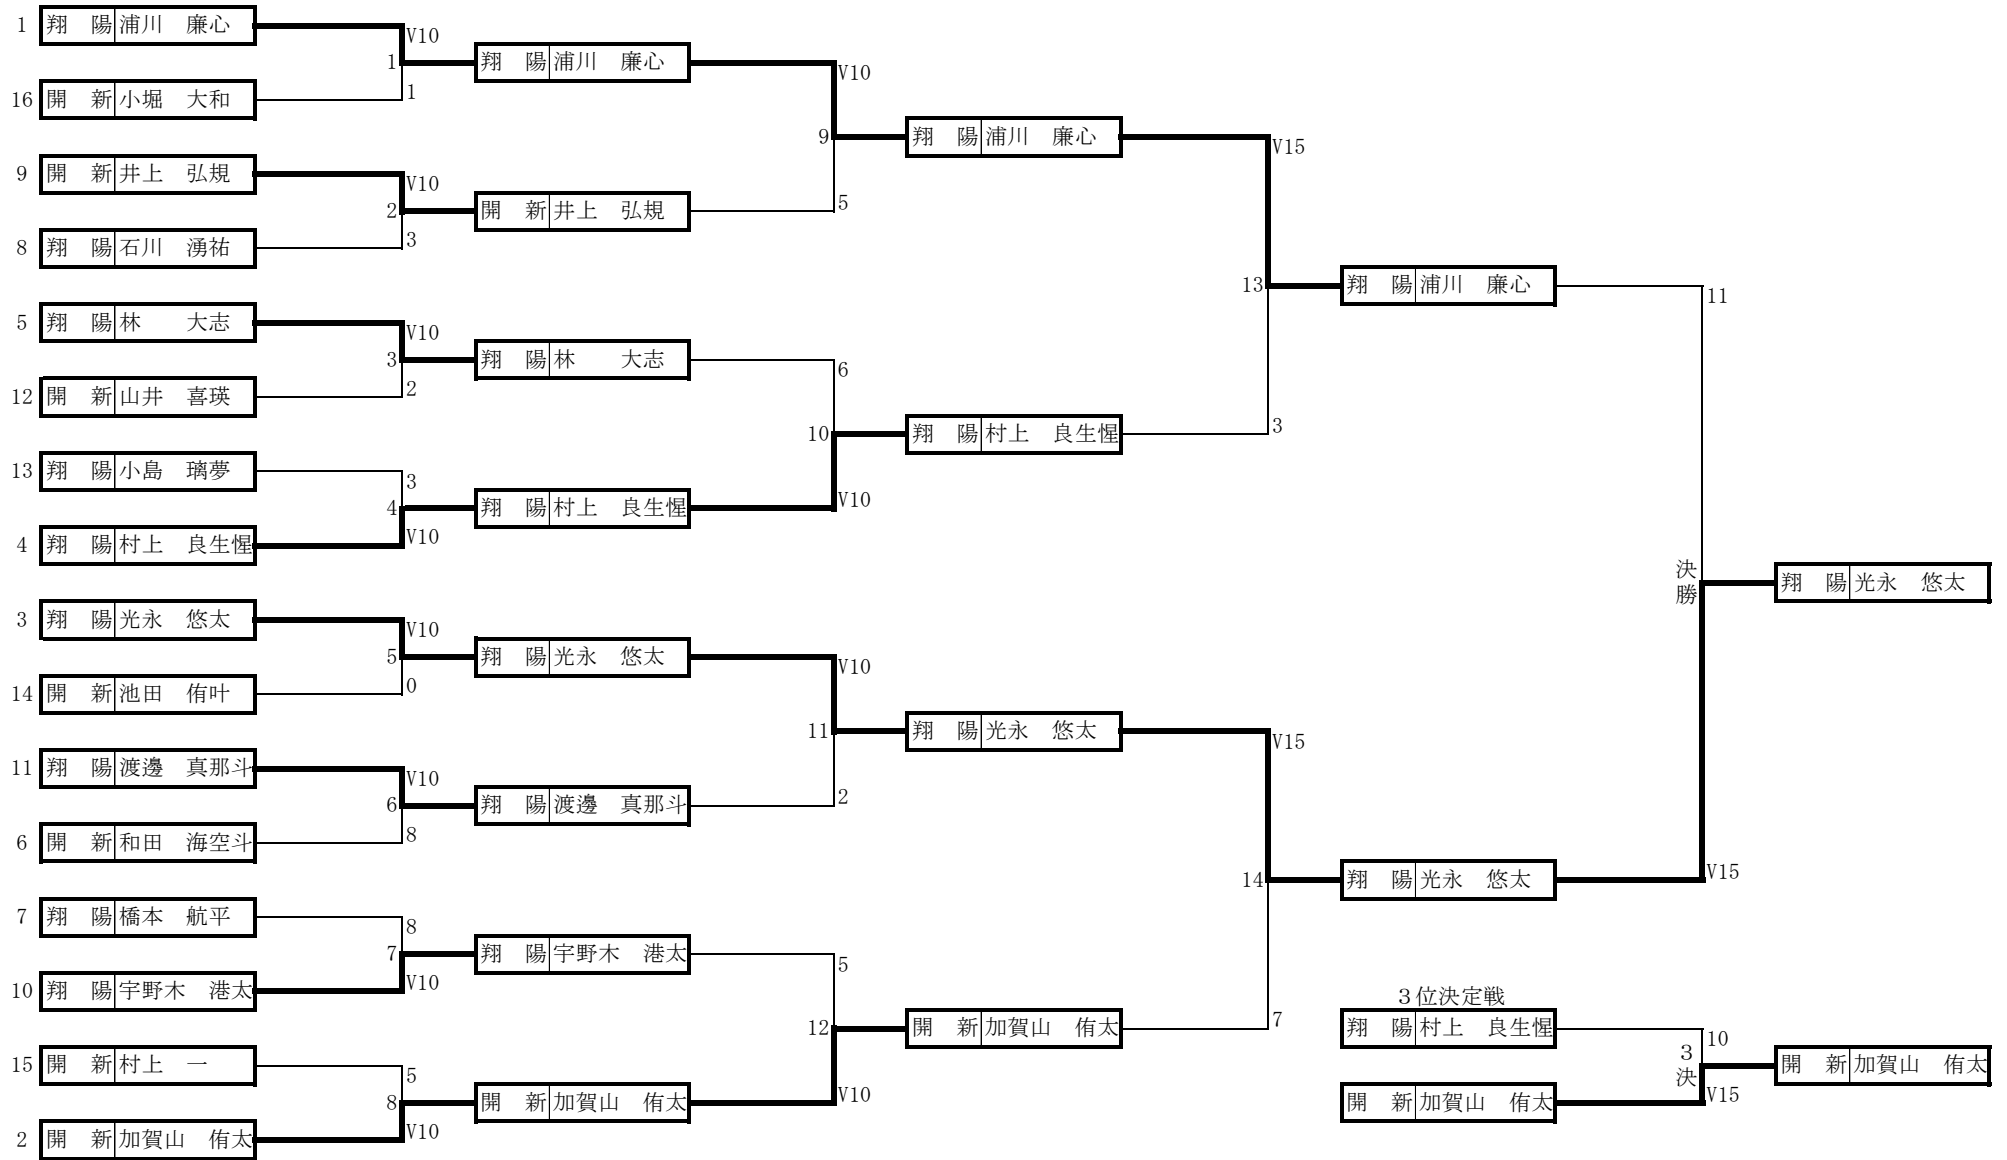 1 翔　陽 浦川　廉心
V10
1
1
16 開　新 小堀　大和
9 開　新 井上　弘規
V10
2
3
8 翔　陽 石川　湧祐
5 翔　陽 林　　大志
V10
3
2
12 開　新 山井　喜瑛
13 翔　陽 小島　璃夢
3
4
V10
4 翔　陽 村上　良生惺
3 翔　陽 光永　悠太
V10
5
0
14 開　新 池田　侑叶
11 翔　陽 渡邊　真那斗
V10
6
8
6 開　新 和田　海空斗
7 翔　陽 橋本　航平
8
7
V10
10 翔　陽 宇野木　港太
15 開　新 村上　一
5
8
V10
2 開　新 加賀山　侑太
翔　陽 浦川　廉心
V10
9
5
開　新 井上　弘規
翔　陽 林　　大志
6
10
V10
翔　陽 村上　良生惺
翔　陽 光永　悠太
V10
11
2
翔　陽 渡邊　真那斗
翔　陽 宇野木　港太
5
12
V10
開　新 加賀山　侑太
翔　陽 浦川　廉心
V15
13
3
翔　陽 村上　良生惺
翔　陽 光永　悠太
V15
14
7
開　新 加賀山　侑太
翔　陽 浦川　廉心
11
決勝
V15
翔　陽 光永　悠太
翔　陽 光永　悠太
３位決定戦
翔　陽 村上　良生惺
10
３決
V15
開　新 加賀山　侑太
開　新 加賀山　侑太